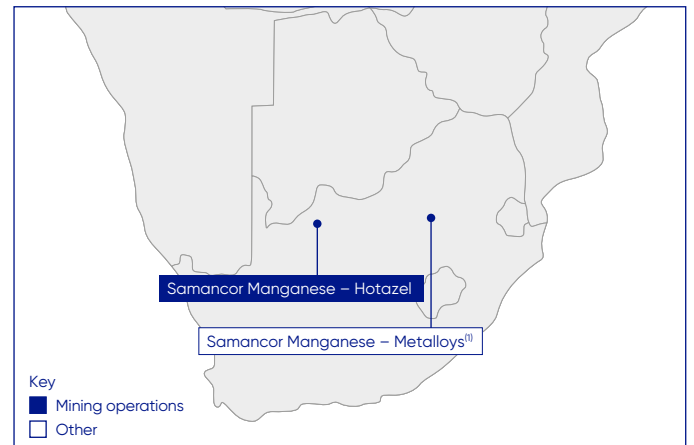 Samancor Manganese – Hotazel
Samancor Manganese – Metalloys⁽¹⁾
Key
Mining operations
Other